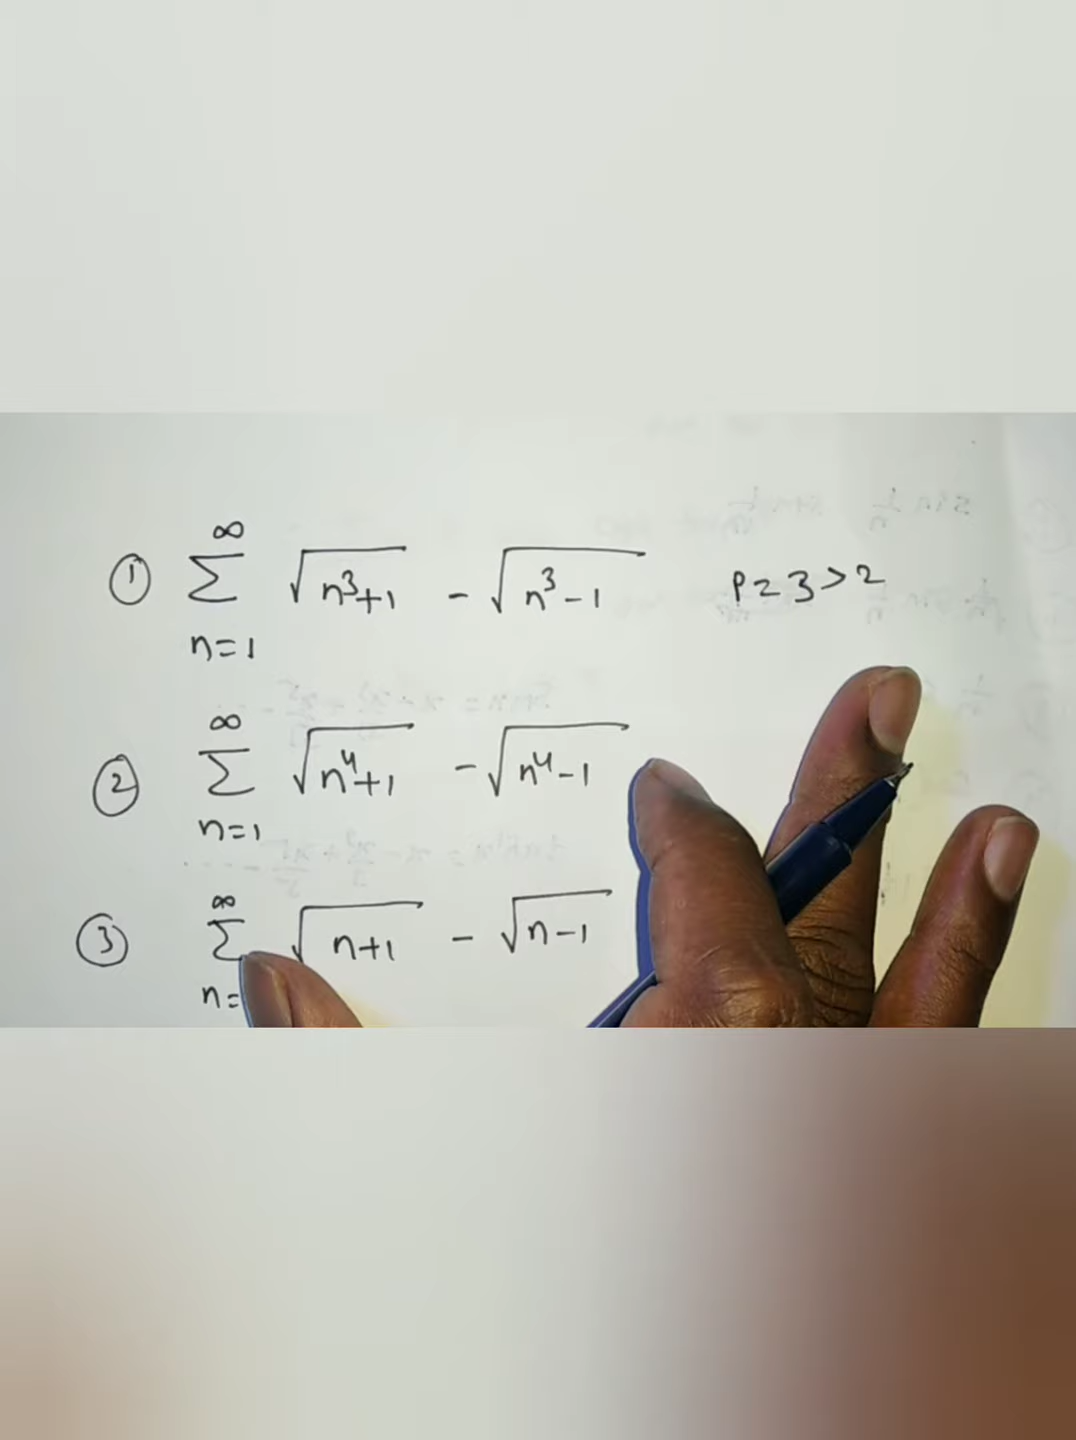 ① ∞ ∑ n=1 √(n³+1) - √(n³-1) P=3>2
② ∞ ∑ n=1 √(n⁴+1) - √(n⁴-1)
③ ∞ ∑ n= √(n+1) - √(n-1)